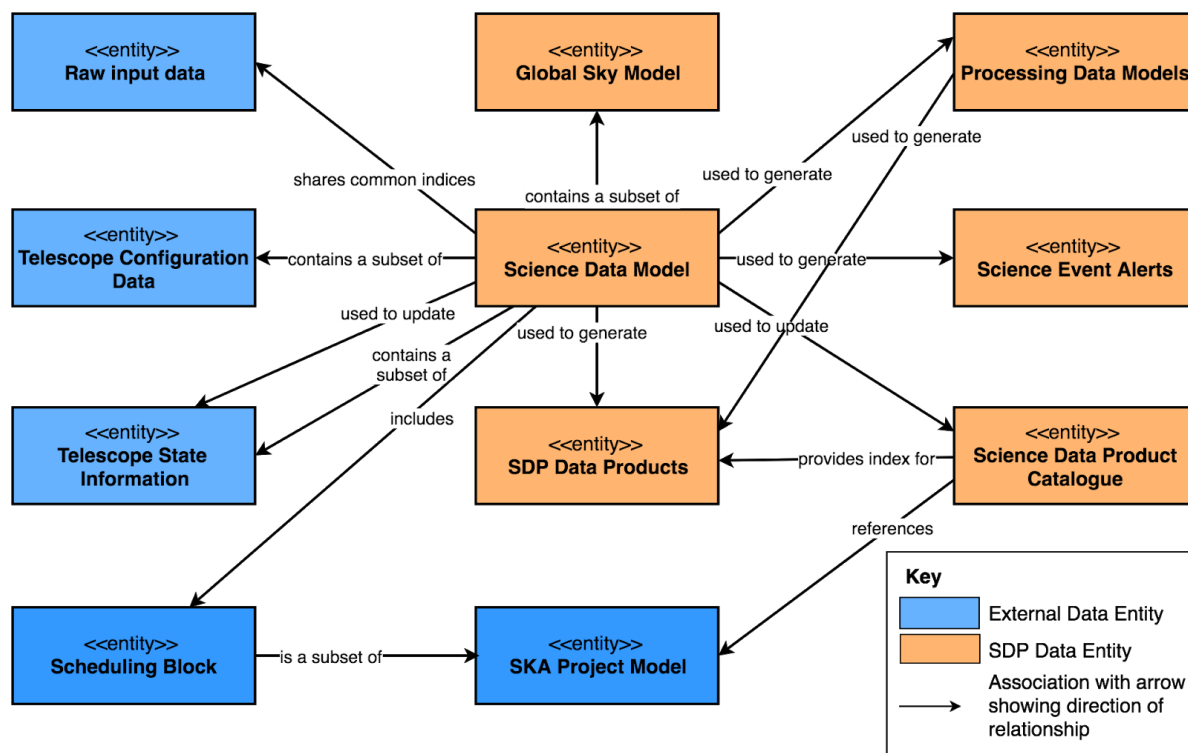 <<entity>>
Raw input data
<<entity>>
Global Sky Model
<<entity>>
Processing Data Models
used to generate
used to generate
shares common indices
contains a subset of
<<entity>>
Telescope Configuration
Data
contains a subset of
<<entity>>
Science Data Model
used to generate
<<entity>>
Science Event Alerts
used to update
used to generate
used to update
contains a
subset of
includes
<<entity>>
Telescope State
Information
<<entity>>
SDP Data Products
provides index for
<<entity>>
Science Data Product
Catalogue
references
<<entity>>
Scheduling Block
is a subset of
<<entity>>
SKA Project Model
Key
External Data Entity
SDP Data Entity
Association with arrow
showing direction of
relationship